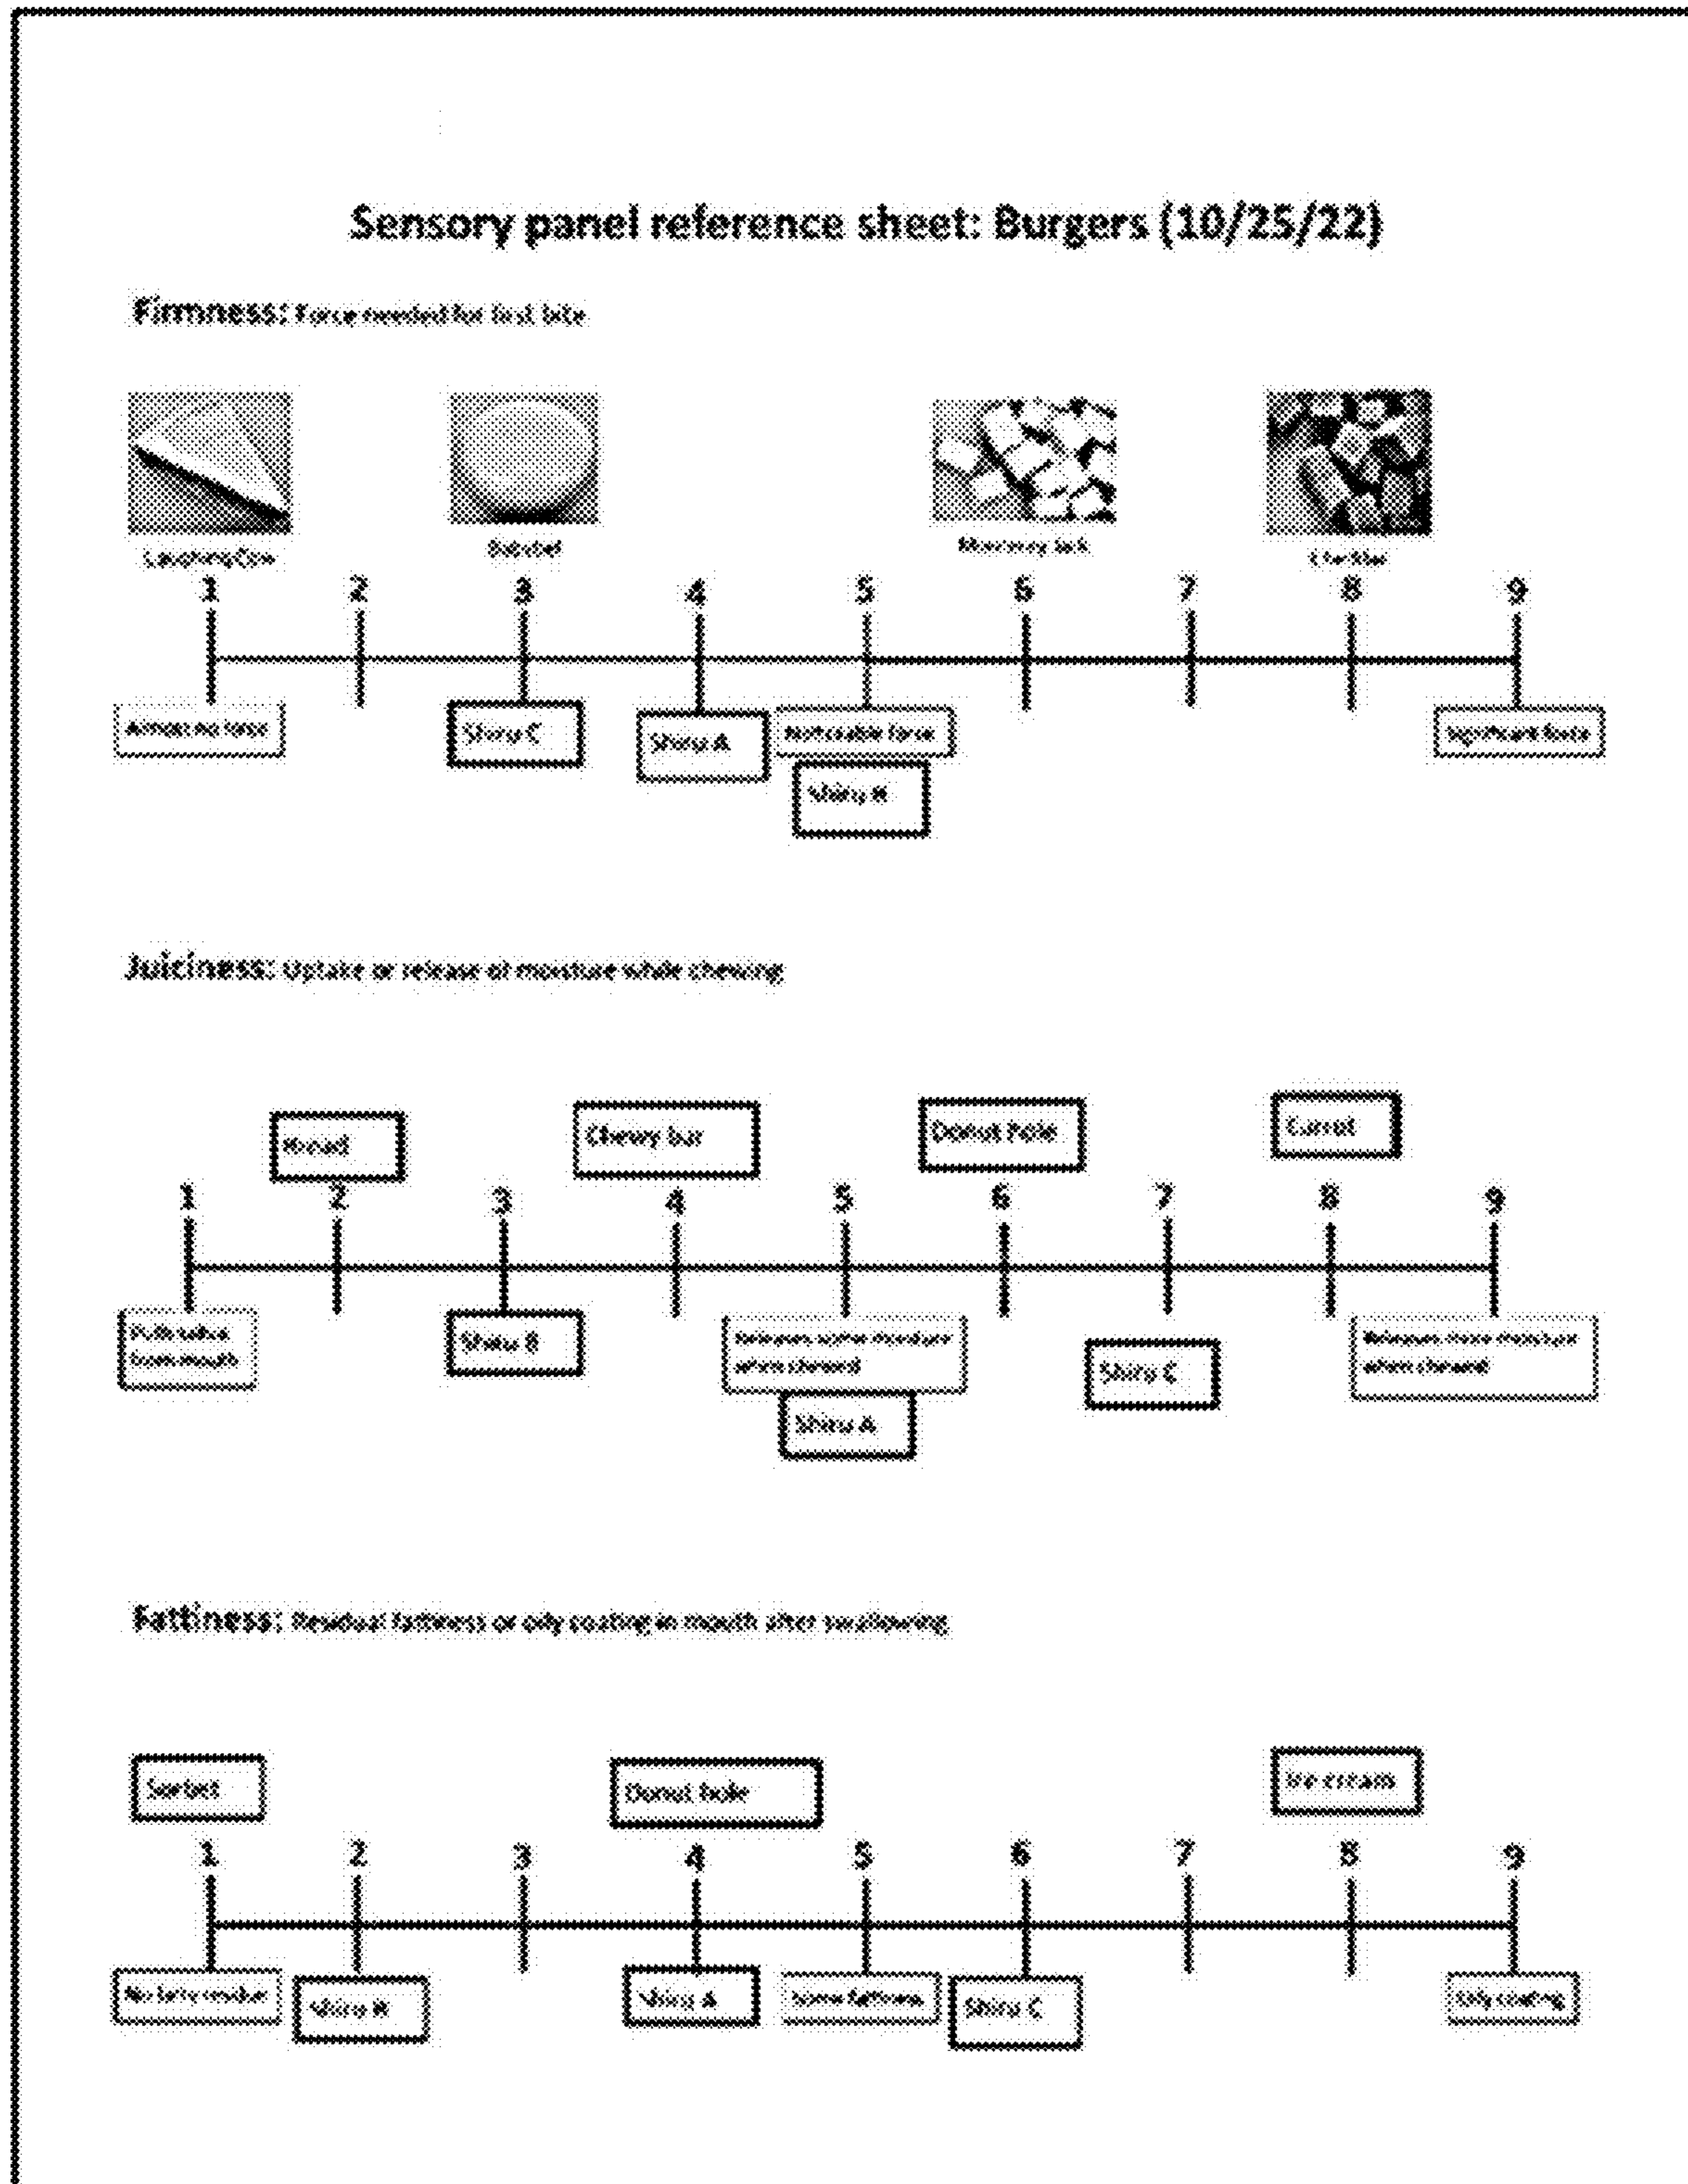 Sensory panel reference sheet: Burgers (10/25/22)
Firmness: Force needed for first bite
Laughing Cow
Babybel
Monterey Jack
Cheddar
1 2 3 4 5 6 7 8 9
Almost no force
Shiru C
Shiru A
Noticeable force
Significant force
Shiru B
Juiciness: Uptake or release of moisture while chewing
Bread
Chewy bar
Donut hole
Carrot
1 2 3 4 5 6 7 8 9
Pulls saliva
from mouth
Shiru B
Releases some moisture
when chewed
Shiru A
Shiru C
Releases more moisture
when chewed
Fattiness: Residual fattiness or oily coating in mouth after swallowing
Sorbet
Donut hole
Ice cream
1 2 3 4 5 6 7 8 9
No fatty residue
Shiru B
Shiru A
Some fattiness
Shiru C
Oily coating